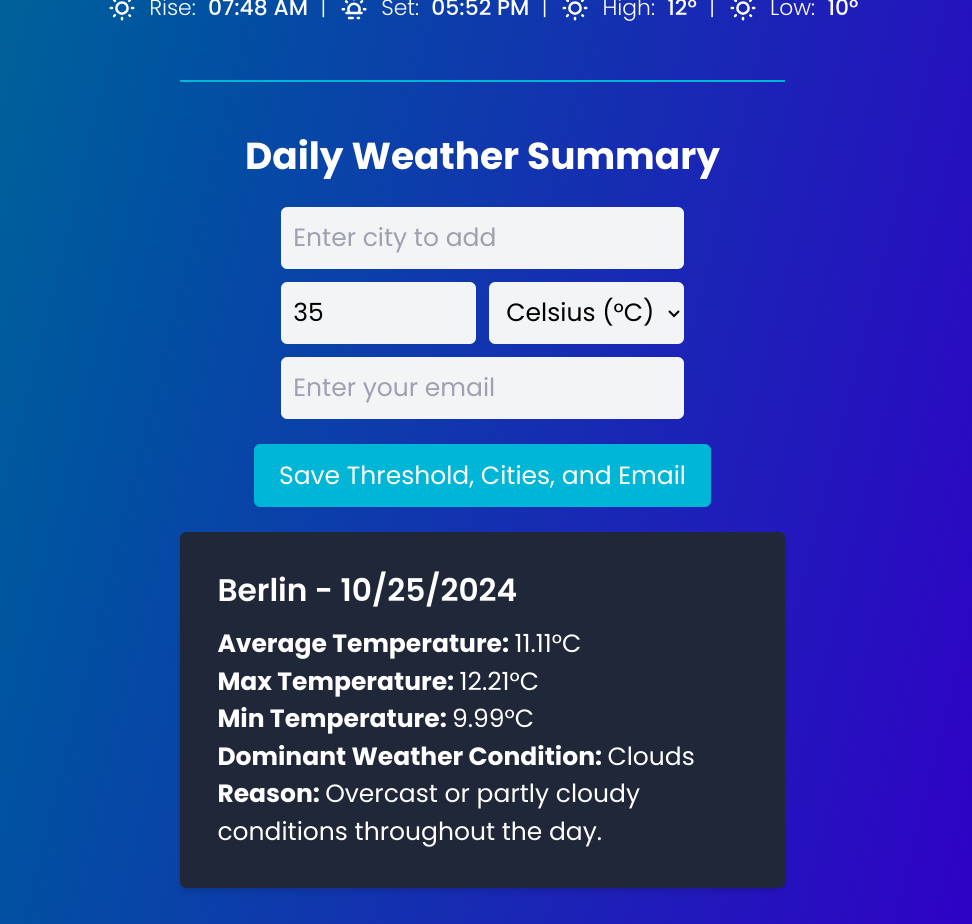 Rise: 07:48 AM | Set: 05:52 PM | High: 12° | Low: 10°
Daily Weather Summary
Enter city to add
35 Celsius (°C)
Enter your email
Save Threshold, Cities, and Email
Berlin - 10/25/2024
Average Temperature: 11.11°C
Max Temperature: 12.21°C
Min Temperature: 9.99°C
Dominant Weather Condition: Clouds
Reason: Overcast or partly cloudy
conditions throughout the day.